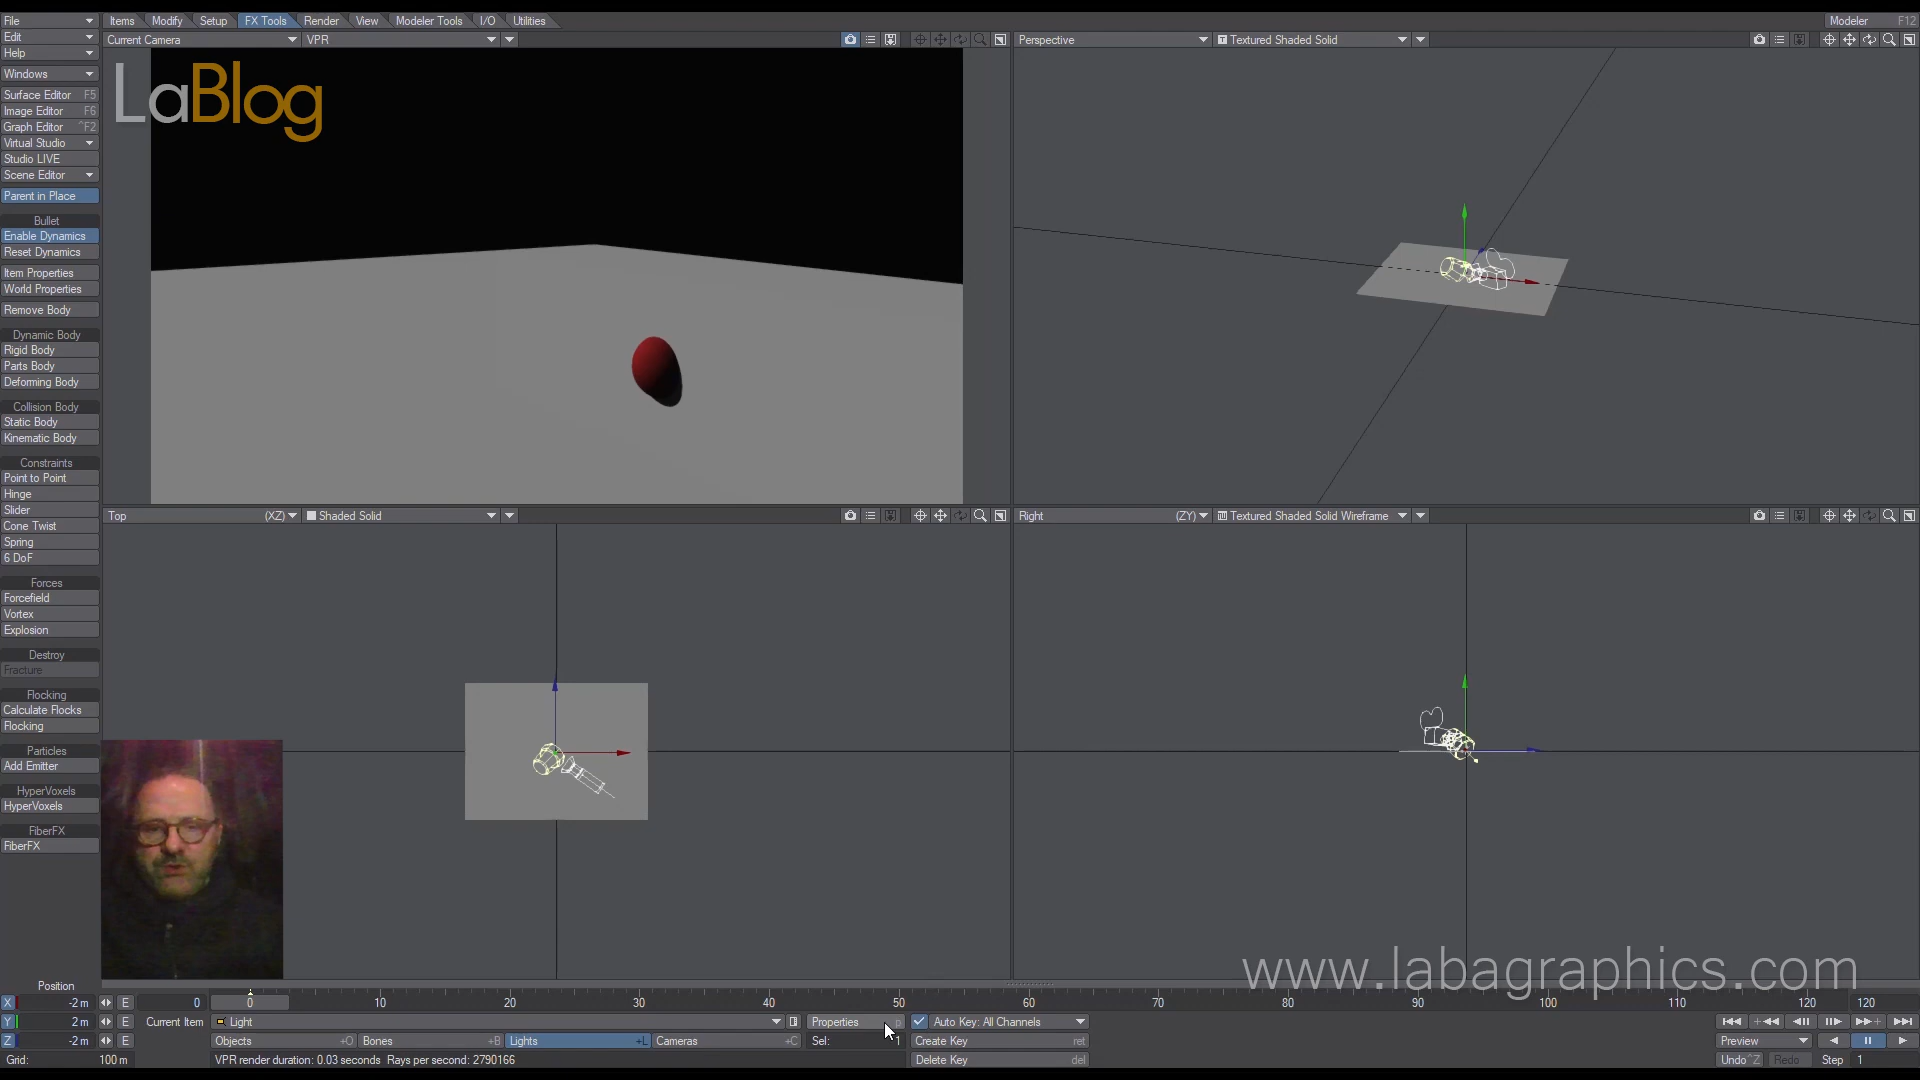 File
Items
Modify
Setup
FX Tools
Render
View
Modeler Tools
I/O
Utilities
Modeler F12
Edit
Help
Windows
Surface Editor F5
Image Editor F6
Graph Editor ^F2
Virtual Studio
Studio LIVE
Scene Editor
Parent in Place
Bullet
Enable Dynamics
Reset Dynamics
Item Properties
World Properties
Remove Body
Dynamic Body
Rigid Body
Parts Body
Deforming Body
Collision Body
Static Body
Kinematic Body
Constraints
Point to Point
Hinge
Slider
Cone Twist
Spring
6 DoF
Forces
Forcefield
Vortex
Explosion
Destroy
Fracture
Flocking
Calculate Flocks
Flocking
Particles
Add Emitter
HyperVoxels
HyperVoxels
FiberFX
FiberFX
Current Camera
VPR
Perspective
Textured Shaded Solid
LaBlog
Top (XZ)
Shaded Solid
Right (ZY)
Textured Shaded Solid Wireframe
www.labagraphics.com
Position
X -2 m E
Y 2 m E
Z -2 m E
Grid: 100 m
0 0 10 20 30 40 50 60 70 80 90 100 110 120 120
Current Item Light
Properties
Auto Key: All Channels
Objects +O
Bones +B
Lights +L
Cameras +C
Sel: 1
Create Key ret
VPR render duration: 0.03 seconds Rays per second: 2790166
Delete Key del
Preview
Undo ^Z
Redo
Step 1